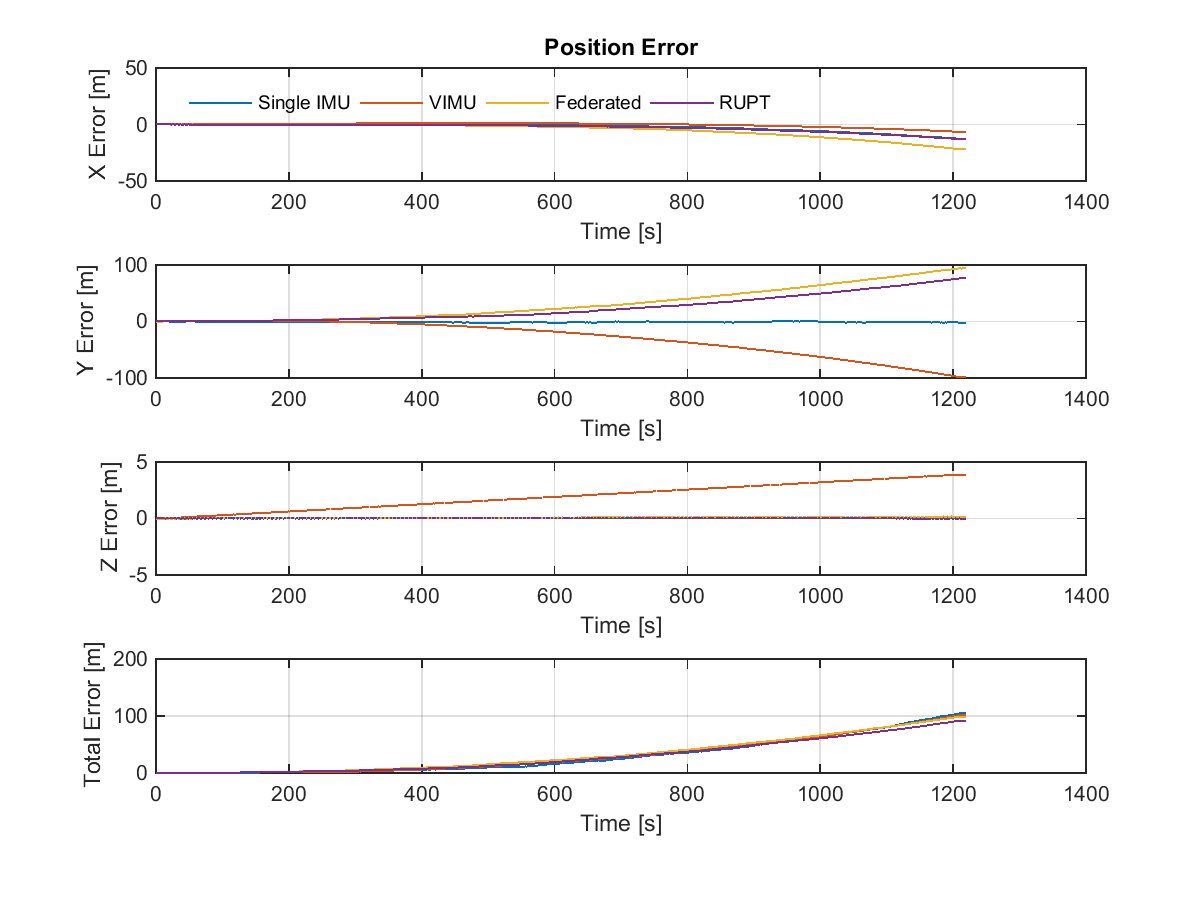 Position Error
50
0
-50
X Error [m]
Single IMU VIMU Federated RUPT
0 200 400 600 800 1000 1200 1400
Time [s]
100
0
-100
Y Error [m]
0 200 400 600 800 1000 1200 1400
Time [s]
5
0
-5
Z Error [m]
0 200 400 600 800 1000 1200 1400
Time [s]
200
100
0
Total Error [m]
0 200 400 600 800 1000 1200 1400
Time [s]